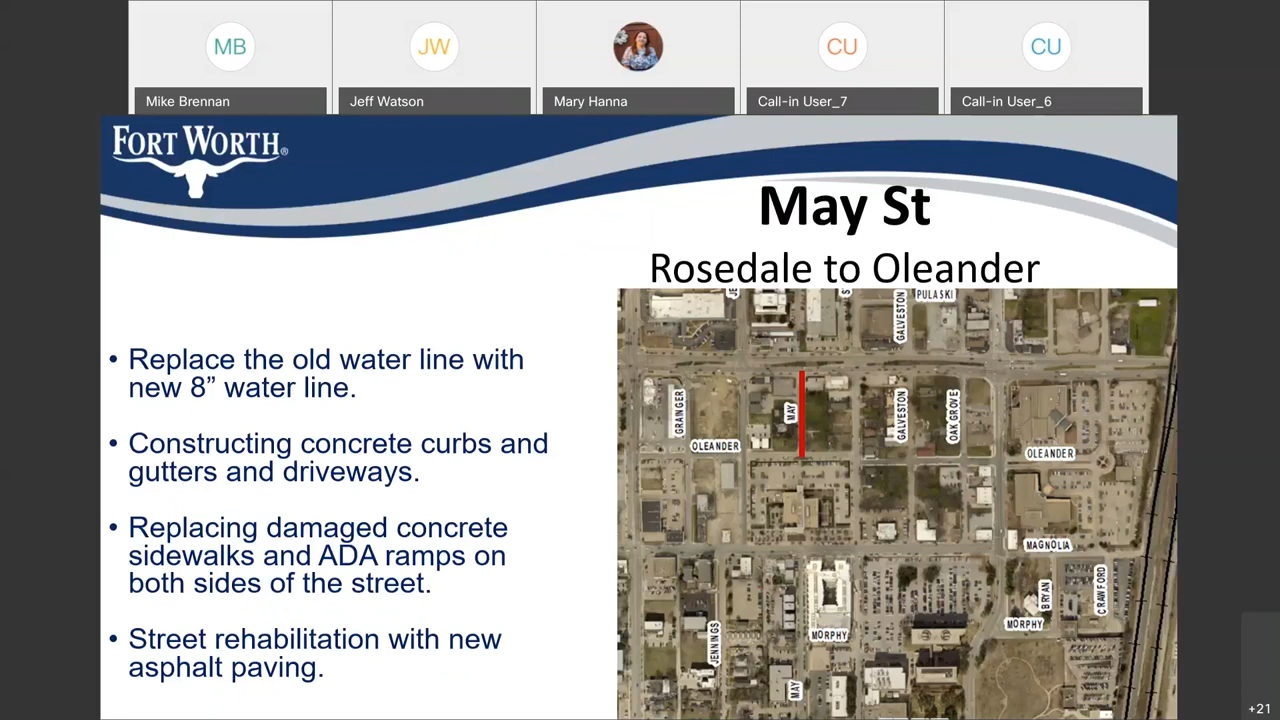 MB
JW
CU
CU
Mike Brennan
Jeff Watson
Mary Hanna
Call-in User_7
Call-in User_6
FORT WORTH®
May St
Rosedale to Oleander
• Replace the old water line with
new 8” water line.
• Constructing concrete curbs and
gutters and driveways.
• Replacing damaged concrete
sidewalks and ADA ramps on
both sides of the street.
• Street rehabilitation with new
asphalt paving.
GALVESTON
PULASKI
GRAINGER
MAY
GALVESTON
OAK GROVE
OLEANDER
OLEANDER
MAGNOLIA
BRYAN
CRAWFORD
JENNINGS
MORPHY
MORPHY
MAY
+21